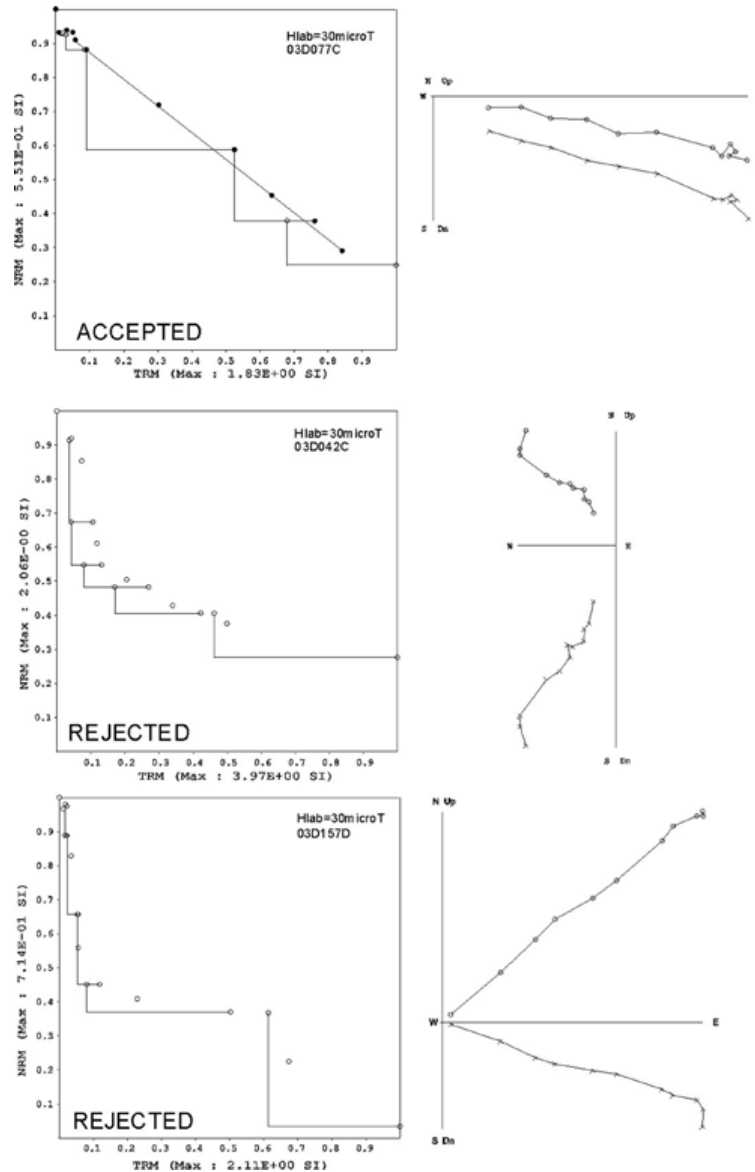 Hlab=30microT
03D077C
0.9
0.8
0.7
0.6
0.5
0.4
0.3
0.2
0.1
NRM (Max : 5.51E-01 SI)
ACCEPTED
0.1 0.2 0.3 0.4 0.5 0.6 0.7 0.8 0.9
TRM (Max : 1.83E+00 SI)
N Up
W
S Dn
Hlab=30microT
03D042C
0.9
0.8
0.7
0.6
0.5
0.4
0.3
0.2
0.1
NRM (Max : 2.06E-00 SI)
REJECTED
0.1 0.2 0.3 0.4 0.5 0.6 0.7 0.8 0.9
TRM (Max : 3.97E+00 SI)
N Up
S Dn
Hlab=30microT
03D157D
0.9
0.8
0.7
0.6
0.5
0.4
0.3
0.2
0.1
NRM (Max : 7.14E-01 SI)
REJECTED
0.1 0.2 0.3 0.4 0.5 0.6 0.7 0.8 0.9
TRM (Max : 2.11E+00 SI)
N Up
W E
S Dn